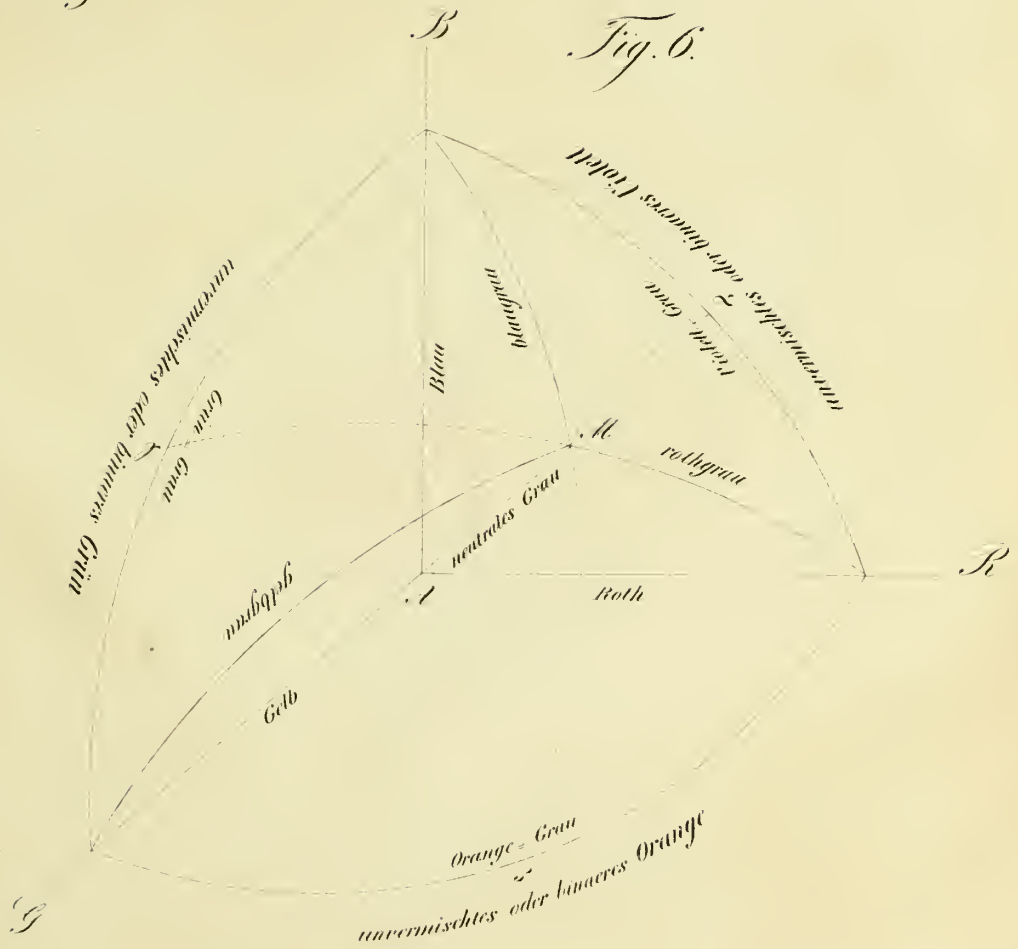 B
Fig. 6.
unvermischtes oder binaeres Violett
&
Violett-Grau
blaugrau
unvermischtes oder binaeres Grün
&
Grün Grau
Blau
M
rothgrau
neutrales Grau
R
A
Roth
gelbgrau
Gelb
Orange-Grau
&
unvermischtes oder binaeres Orange
G